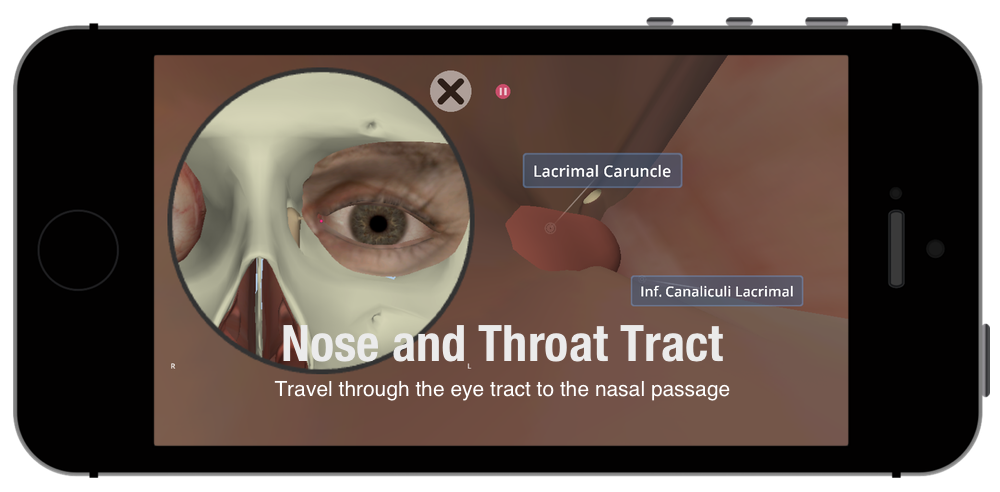 Lacrimal Caruncle
Inf. Canaliculi Lacrimal
Nose and Throat Tract
R
L
Travel through the eye tract to the nasal passage